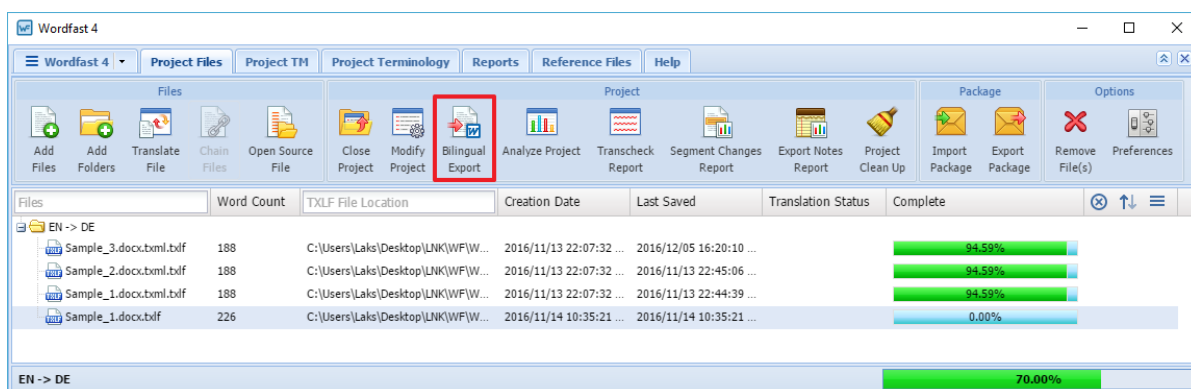 Wordfast 4
Wordfast 4 Project Files Project TM Project Terminology Reports Reference Files Help
Files Project Package Options
Add Files Add Folders Translate File Chain Files Open Source File Close Project Modify Project Bilingual Export Analyze Project Transcheck Report Segment Changes Report Export Notes Report Project Clean Up Import Package Export Package Remove File(s) Preferences
Files Word Count TXLF File Location Creation Date Last Saved Translation Status Complete
EN -> DE
Sample_3.docx.txml.txlf 188 C:\Users\Laks\Desktop\LNK\WF\W... 2016/11/13 22:07:32 ... 2016/12/05 16:20:10 ... 94.59%
Sample_2.docx.txml.txlf 188 C:\Users\Laks\Desktop\LNK\WF\W... 2016/11/13 22:07:32 ... 2016/11/13 22:45:06 ... 94.59%
Sample_1.docx.txml.txlf 188 C:\Users\Laks\Desktop\LNK\WF\W... 2016/11/13 22:07:32 ... 2016/11/13 22:44:39 ... 94.59%
Sample_1.docx.txlf 226 C:\Users\Laks\Desktop\LNK\WF\W... 2016/11/14 10:35:21 ... 2016/11/14 10:35:21 ... 0.00%
EN -> DE 70.00%